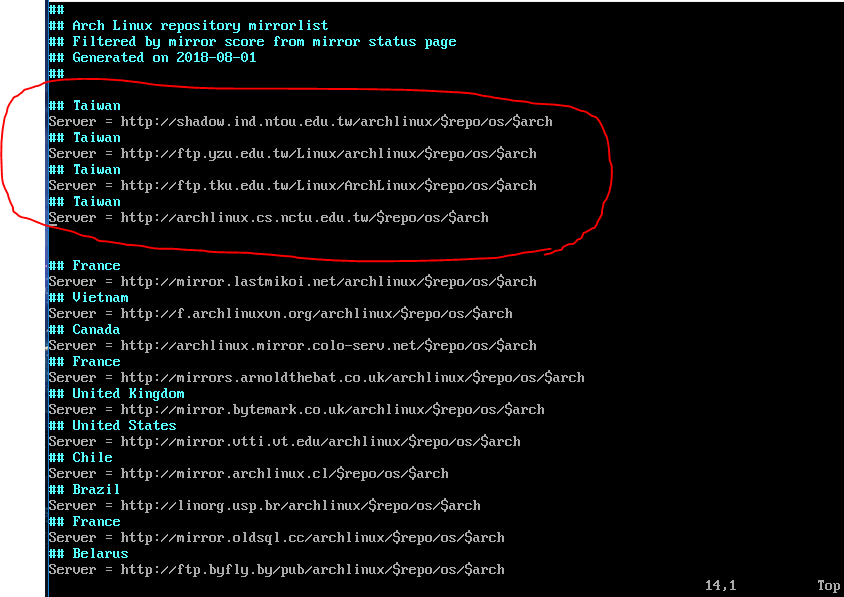 ##
## Arch Linux repository mirrorlist
## Filtered by mirror score from mirror status page
## Generated on 2018-08-01
##
## Taiwan
Server = http://shadow.ind.ntou.edu.tw/archlinux/$repo/os/$arch
## Taiwan
Server = http://ftp.yzu.edu.tw/Linux/archlinux/$repo/os/$arch
## Taiwan
Server = http://ftp.tku.edu.tw/Linux/ArchLinux/$repo/os/$arch
## Taiwan
Server = http://archlinux.cs.nctu.edu.tw/$repo/os/$arch
## France
Server = http://mirror.lastmikoi.net/archlinux/$repo/os/$arch
## Vietnam
Server = http://f.archlinuxvn.org/archlinux/$repo/os/$arch
## Canada
Server = http://archlinux.mirror.colo-serv.net/$repo/os/$arch
## France
Server = http://mirrors.arnoldthebat.co.uk/archlinux/$repo/os/$arch
## United Kingdom
Server = http://mirror.bytemark.co.uk/archlinux/$repo/os/$arch
## United States
Server = http://mirror.vtti.vt.edu/archlinux/$repo/os/$arch
## Chile
Server = http://mirror.archlinux.cl/$repo/os/$arch
## Brazil
Server = http://linorg.usp.br/archlinux/$repo/os/$arch
## France
Server = http://mirror.oldsql.cc/archlinux/$repo/os/$arch
## Belarus
Server = http://ftp.byfly.by/pub/archlinux/$repo/os/$arch
14,1 Top